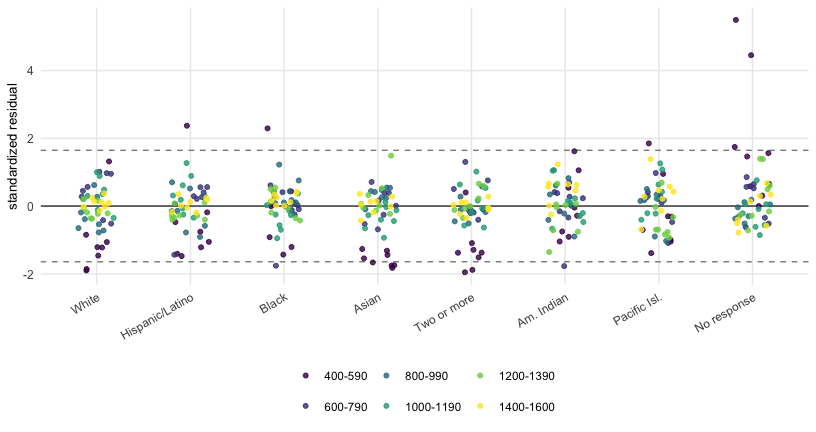 standardized residual
4
2
0
-2
White
Hispanic/Latino
Black
Asian
Two or more
Am. Indian
Pacific Isl.
No response
400-590 800-990 1200-1390
600-790 1000-1190 1400-1600